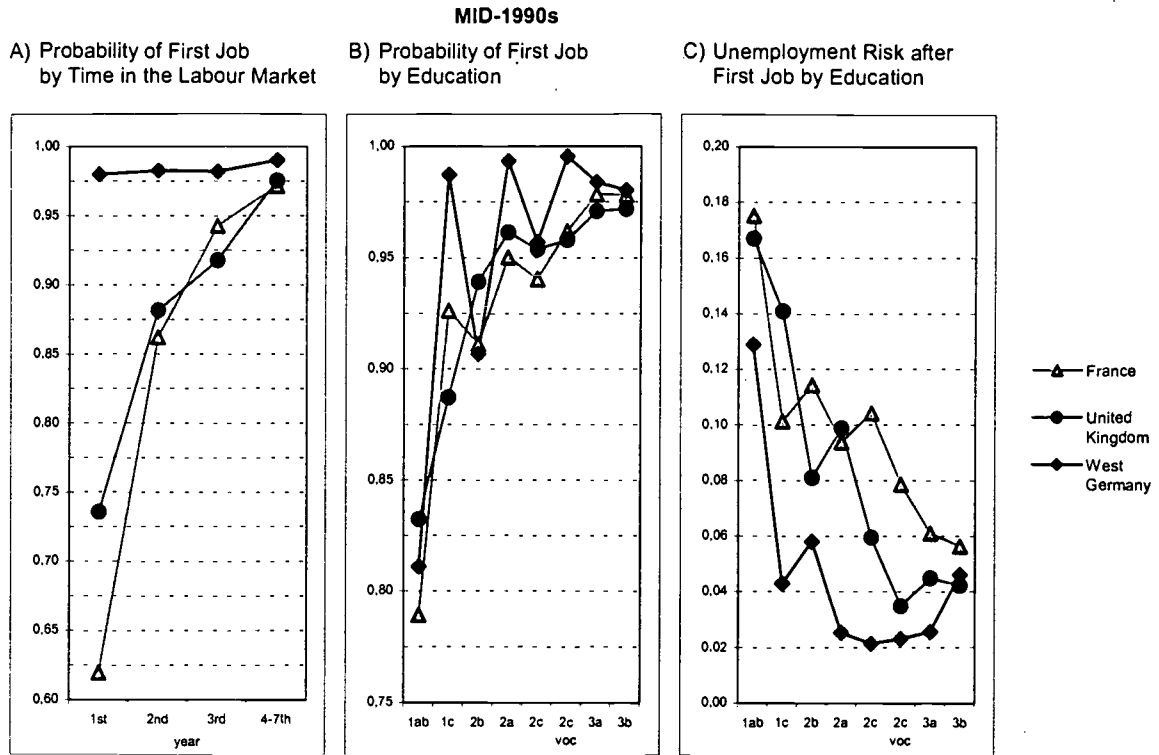 MID-1990s
A) Probability of First Job
by Time in the Labour Market
B) Probability of First Job
by Education
C) Unemployment Risk after
First Job by Education
1,00
0,95
0,90
0,85
0,80
0,75
0,70
0,65
0,60
1st 2nd 3rd 4-7th
year
1,00
0,95
0,90
0,85
0,80
0,75
1ab 1c 2b 2a 2c 2c 3a 3b
voc
0,20
0,18
0,16
0,14
0,12
0,10
0,08
0,06
0,04
0,02
0,00
1ab 1c 2b 2a 2c 2c 3a 3b
voc
France
United
Kingdom
West
Germany